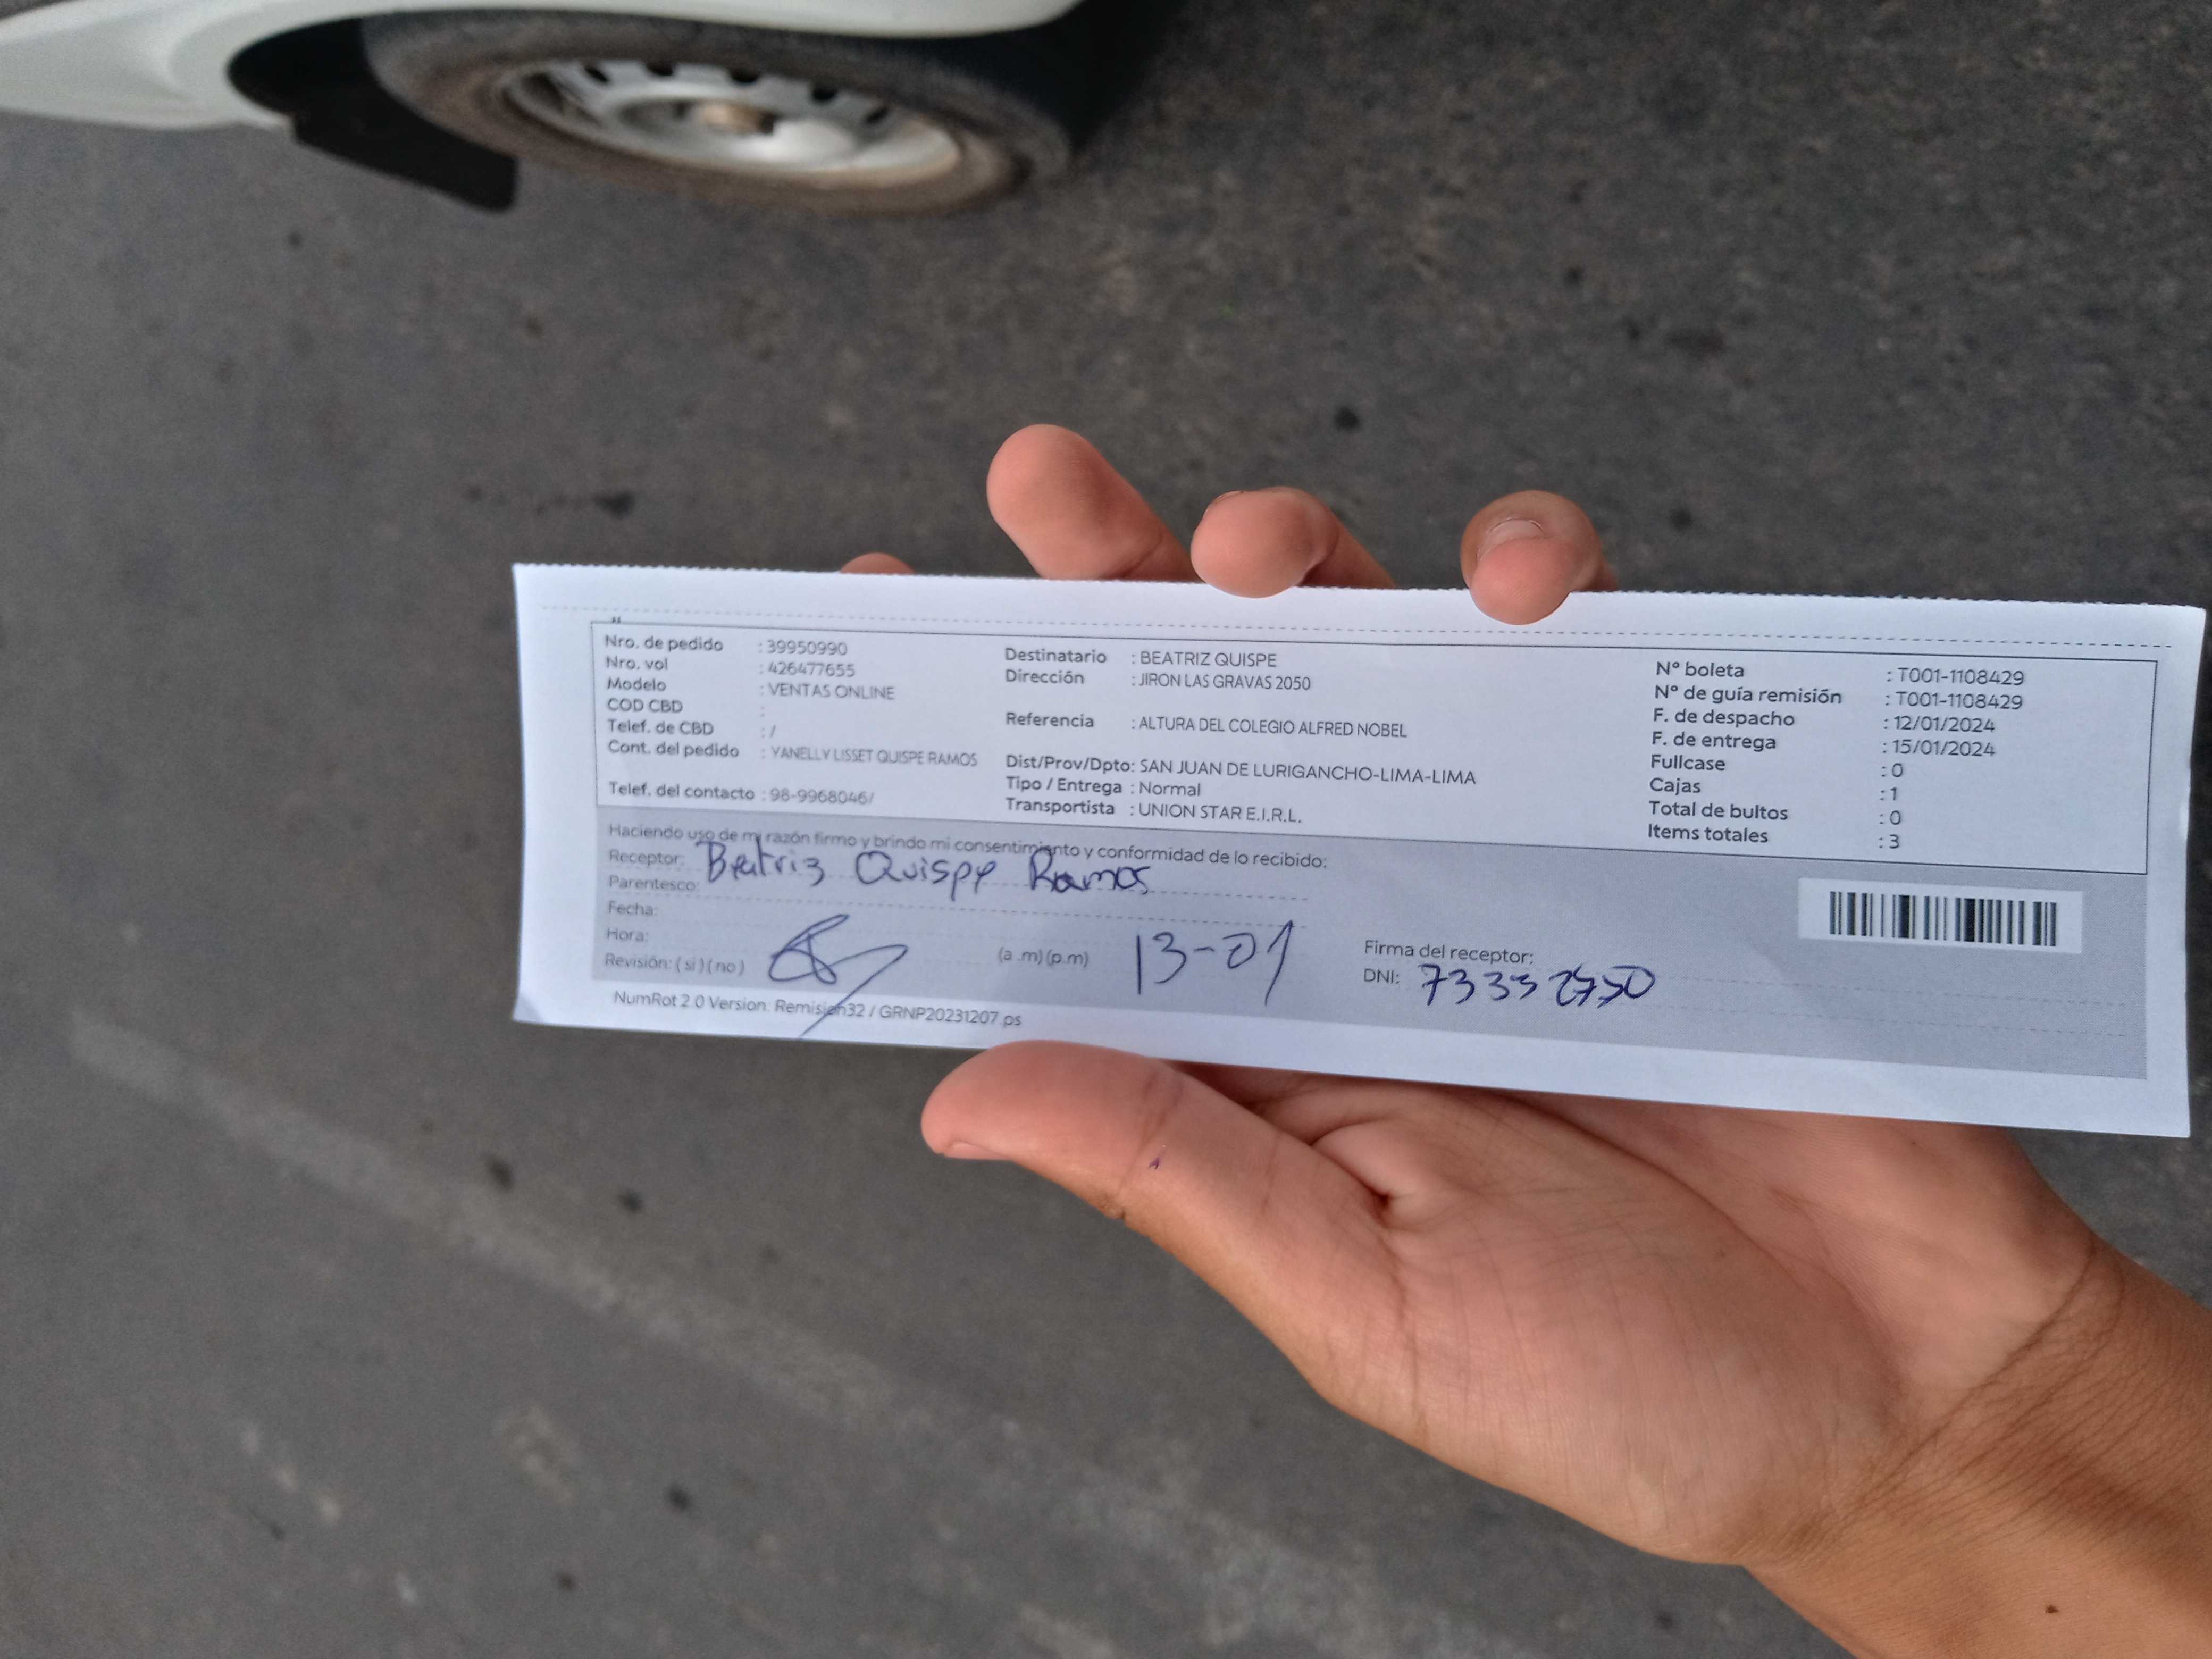 Nro. de pedido : 39950990
Nro. vol : 426477655
Modelo : VENTAS ONLINE
COD CBD :
Telef. de CBD : /
Cont. del pedido : YANELLY LISSET QUISPE RAMOS
Telef. del contacto : 98-9968046/
Destinatario : BEATRIZ QUISPE
Dirección : JIRON LAS GRAVAS 2050
Referencia : ALTURA DEL COLEGIO ALFRED NOBEL
Dist/Prov/Dpto: SAN JUAN DE LURIGANCHO-LIMA-LIMA
Tipo / Entrega : Normal
Transportista : UNION STAR E.I.R.L.
N° boleta : T001-1108429
N° de guía remisión : T001-1108429
F. de despacho : 12/01/2024
F. de entrega : 15/01/2024
Fullcase : 0
Cajas : 1
Total de bultos : 0
Items totales : 3
Haciendo uso de mi razón firmo y brindo mi consentimiento y conformidad de lo recibido:
Receptor: Beatriz Quispe Ramos
Parentesco:
Fecha:
Hora: (a .m) (p.m) 13-01
Revisión: ( si ) ( no )
Firma del receptor:
DNI:
NumRot 2.0 Version. Remision32 / GRNP20231207.ps